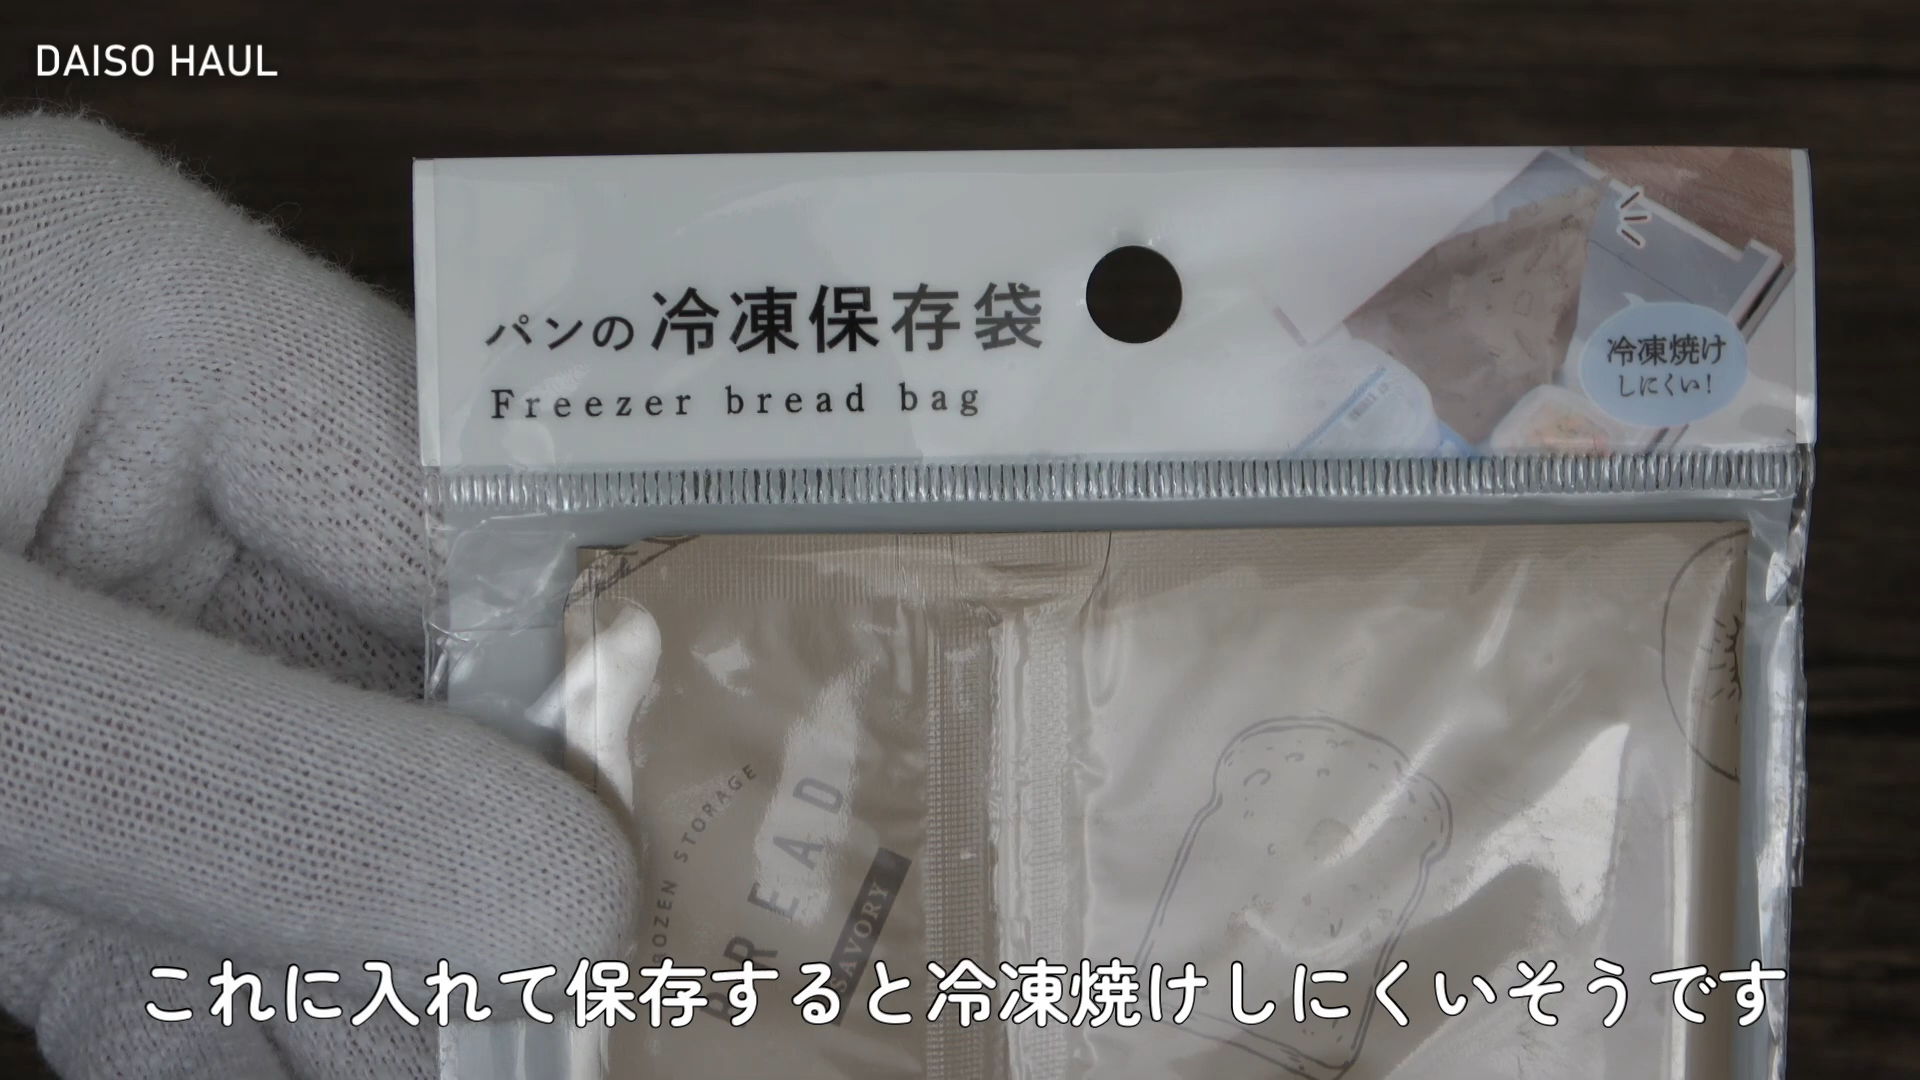 DAISO HAUL
パンの冷凍保存袋
Freezer bread bag
冷凍焼け
しにくい!
STORAGE
BREAD
SAVORY
これに入れて保存すると冷凍焼けしにくいそうです